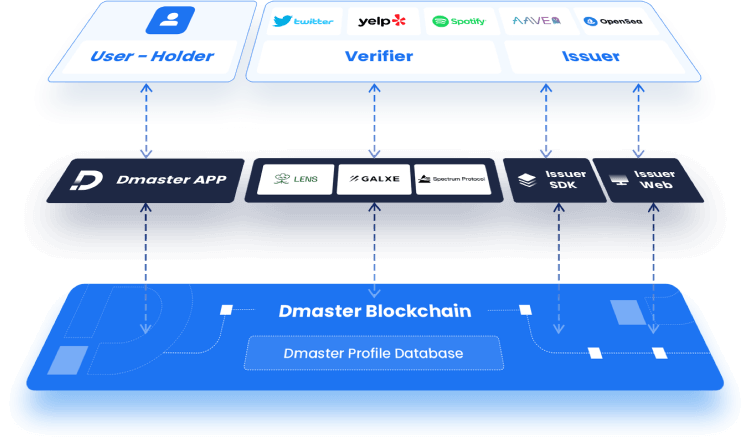 twitter yelp Spotify AAVE OpenSea
User - Holder Verifier Issuer
Dmaster APP LENS GALXE Spectrum Protocol Issuer SDK Issuer Web
Dmaster Blockchain
Dmaster Profile Database